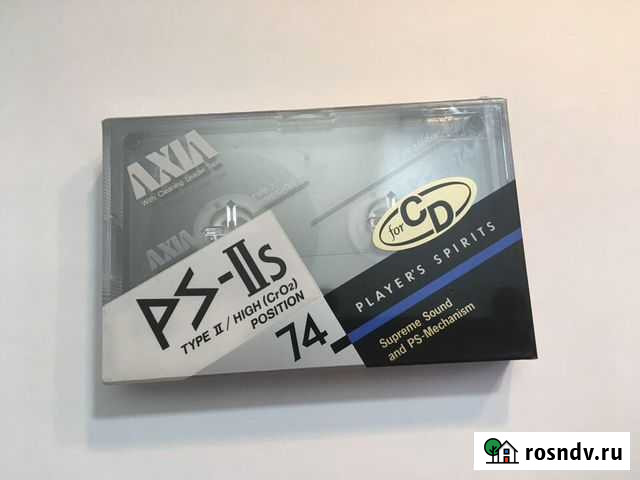 AXIA
With Cleaning Leader
AXIA
for CD
PS-IIs
TYPE II / HIGH (CrO2)
POSITION
74
PLAYER'S SPIRITS
Supreme Sound
and PS-Mechanism
rosndv.ru